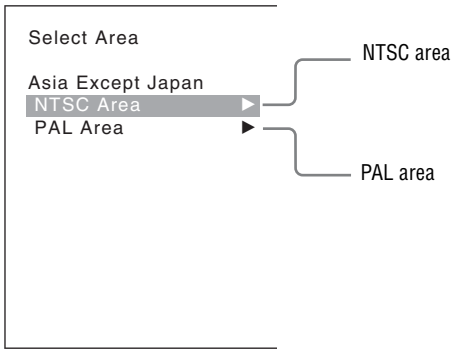 Select Area
Asia Except Japan
NTSC Area ▶
PAL Area ▶
NTSC area
PAL area